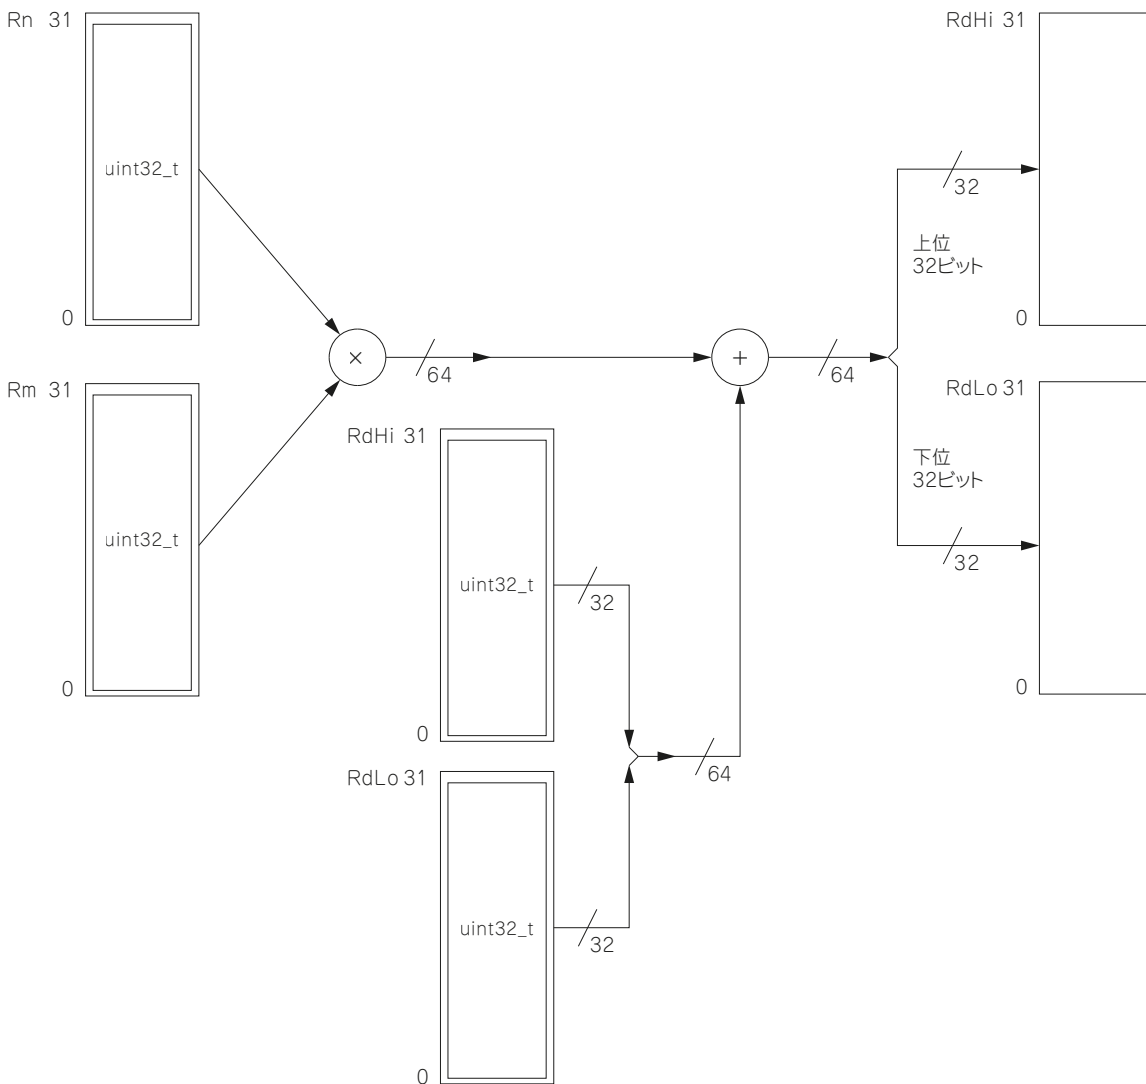 Rn 31
uint32_t
0
Rm 31
uint32_t
0
×
64
RdHi 31
uint32_t
32
0
RdLo 31
uint32_t
32
0
64
+
64
上位
32ビット
32
RdHi 31
0
下位
32ビット
32
RdLo 31
0